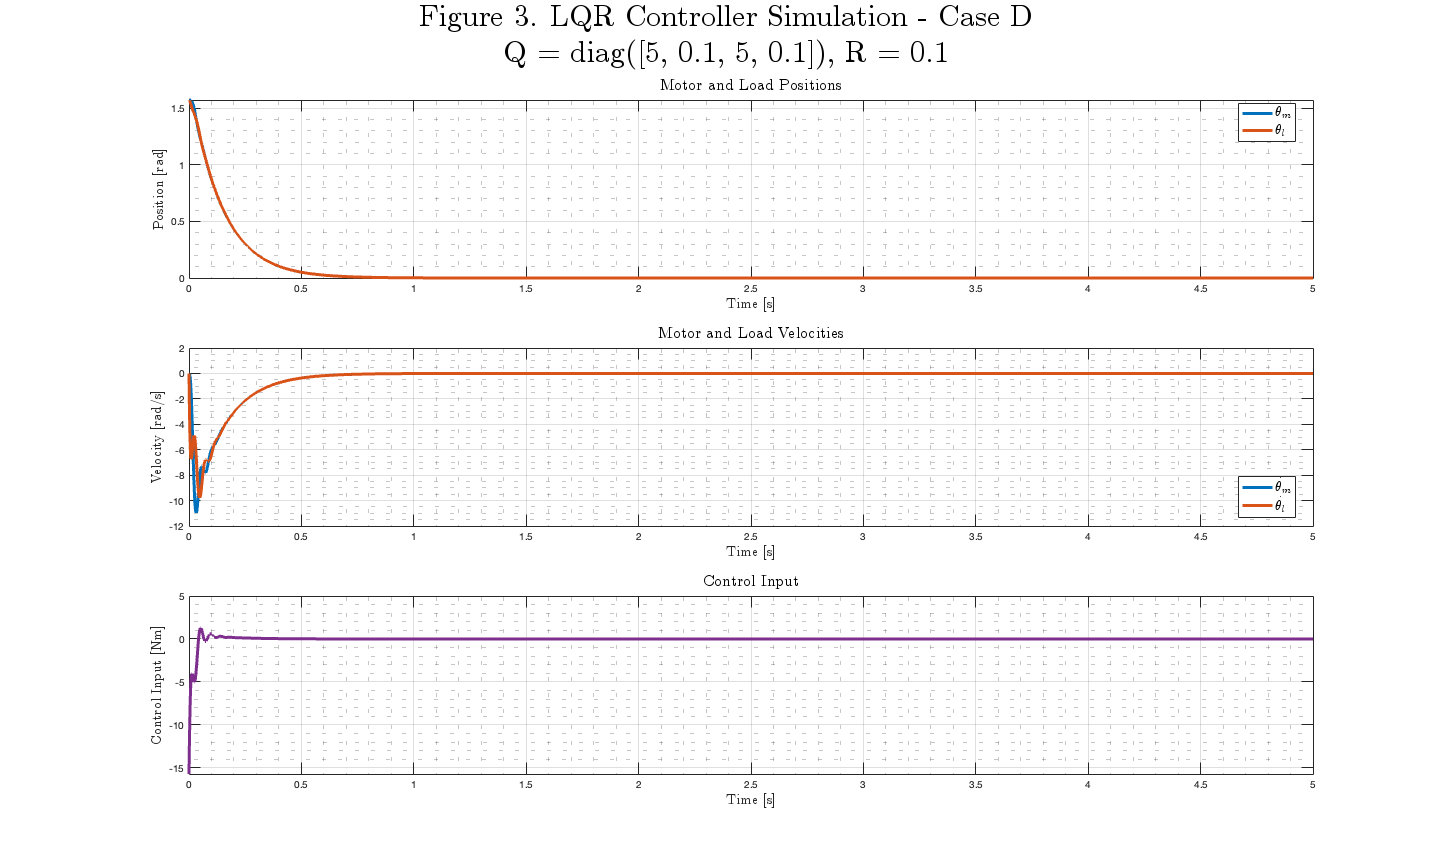 Figure 3. LQR Controller Simulation - Case D
Q = diag([5, 0.1, 5, 0.1]), R = 0.1
Motor and Load Positions
Position [rad]
1.5
1
0.5
0
θm
θl
0 0.5 1 1.5 2 2.5 3 3.5 4 4.5 5
Time [s]
Motor and Load Velocities
Velocity [rad/s]
2
0
-2
-4
-6
-8
-10
-12
θ̇m
θ̇l
0 0.5 1 1.5 2 2.5 3 3.5 4 4.5 5
Time [s]
Control Input
Control Input [Nm]
5
0
-5
-10
-15
0 0.5 1 1.5 2 2.5 3 3.5 4 4.5 5
Time [s]